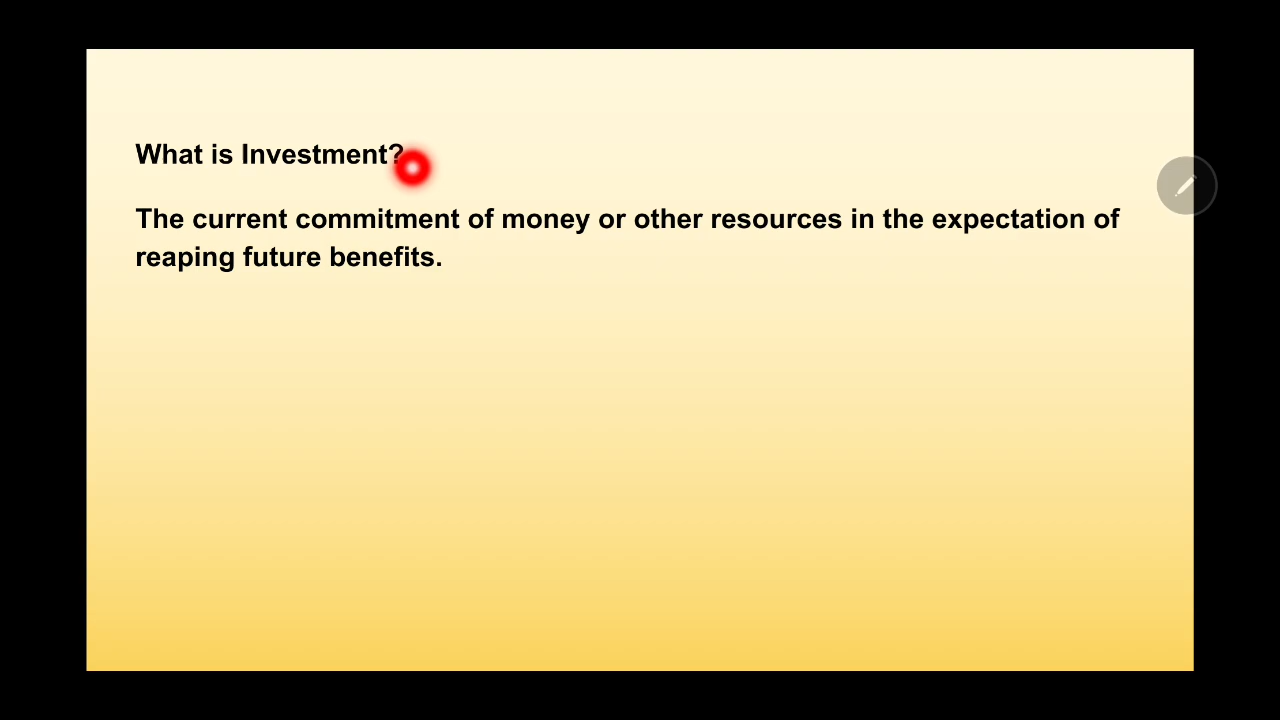 What is Investment?
The current commitment of money or other resources in the expectation of
reaping future benefits.